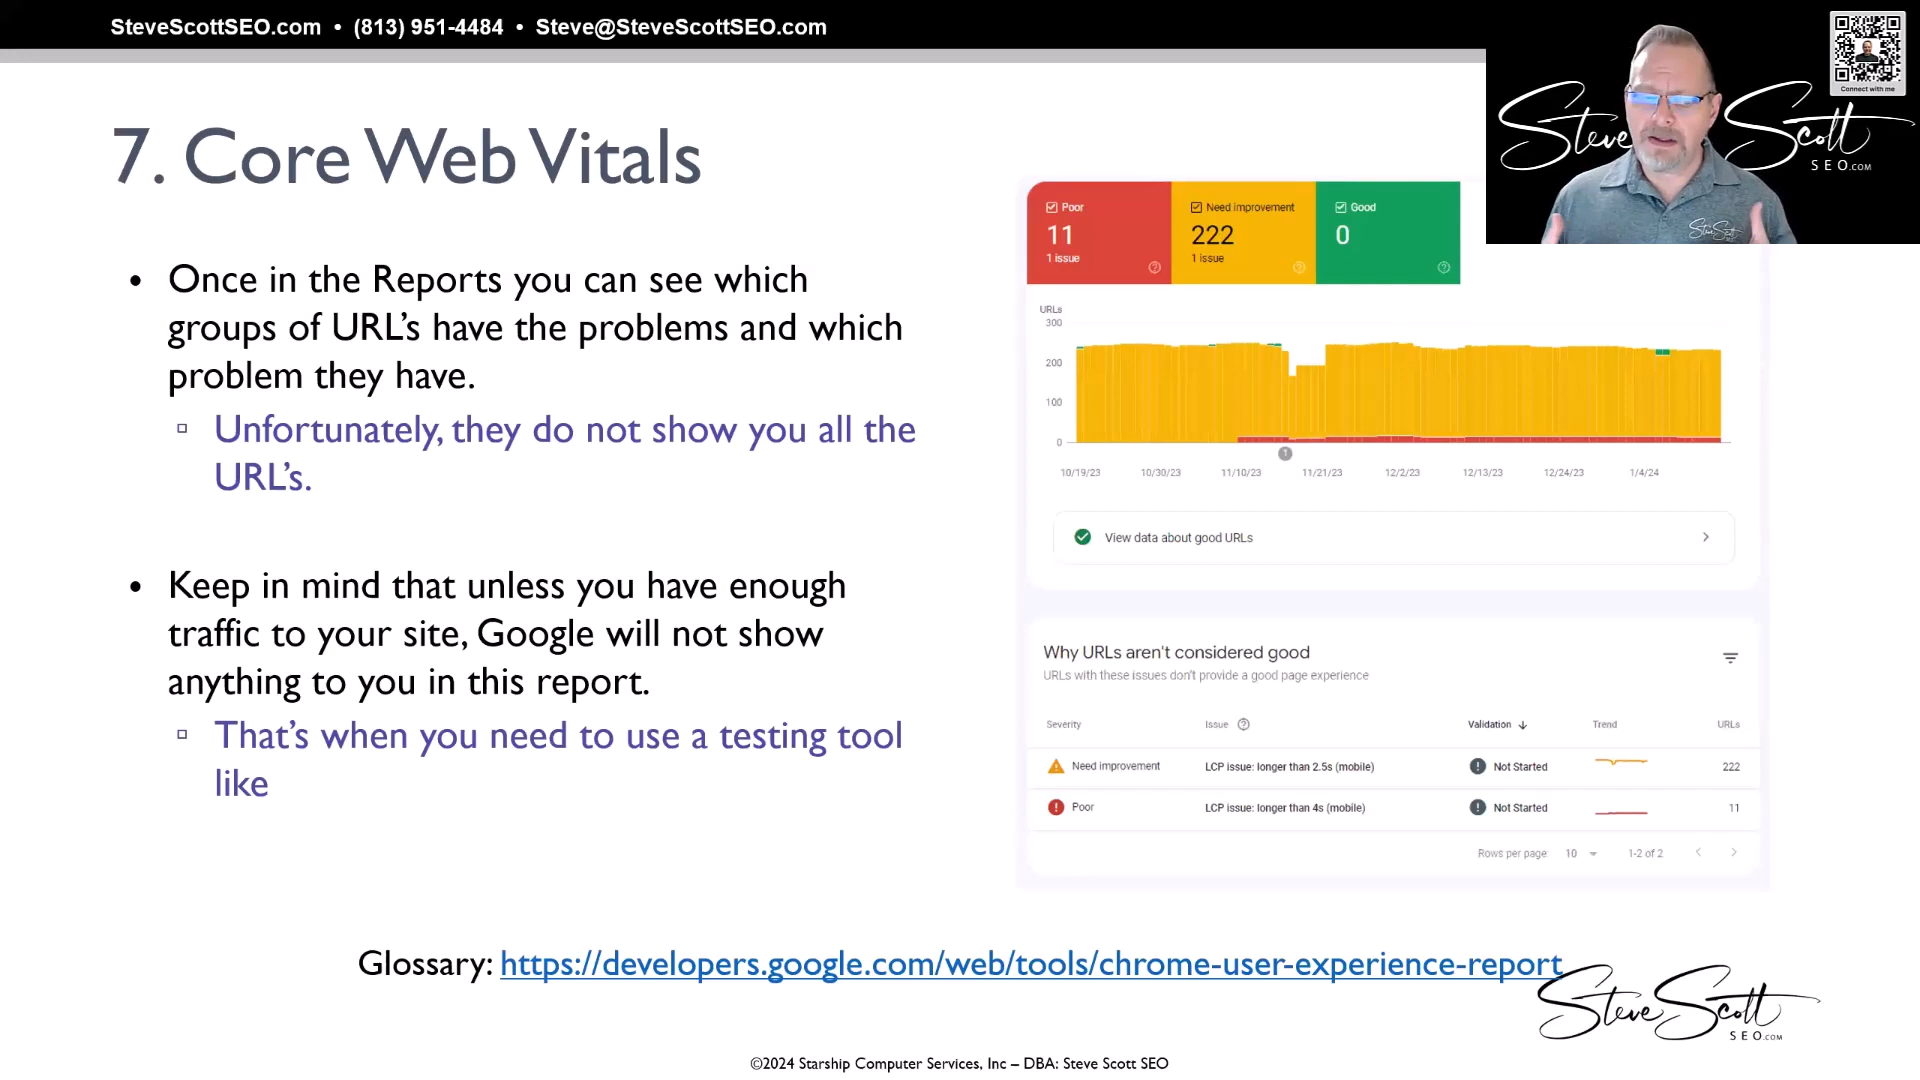 SteveScottSEO.com • (813) 951-4484 • Steve@SteveScottSEO.com
Connect with me
Steve Scott
SEO.COM
Steve Scott
7. Core Web Vitals
• Once in the Reports you can see which
groups of URL’s have the problems and which
problem they have.
▫ Unfortunately, they do not show you all the
URL’s.
• Keep in mind that unless you have enough
traffic to your site, Google will not show
anything to you in this report.
▫ That’s when you need to use a testing tool
like
Poor Need improvement Good
11 222 0
1 issue 1 issue
URLs
300
200
100
0
1
10/19/23 10/30/23 11/10/23 11/21/23 12/2/23 12/13/23 12/24/23 1/4/24
View data about good URLs
Why URLs aren't considered good
URLs with these issues don't provide a good page experience
Severity Issue Validation Trend URLs
Need improvement LCP issue: longer than 2.5s (mobile) Not Started 222
Poor LCP issue: longer than 4s (mobile) Not Started 11
Rows per page: 10 1-2 of 2
Glossary: https://developers.google.com/web/tools/chrome-user-experience-report
Steve Scott
SEO.COM
©2024 Starship Computer Services, Inc – DBA: Steve Scott SEO